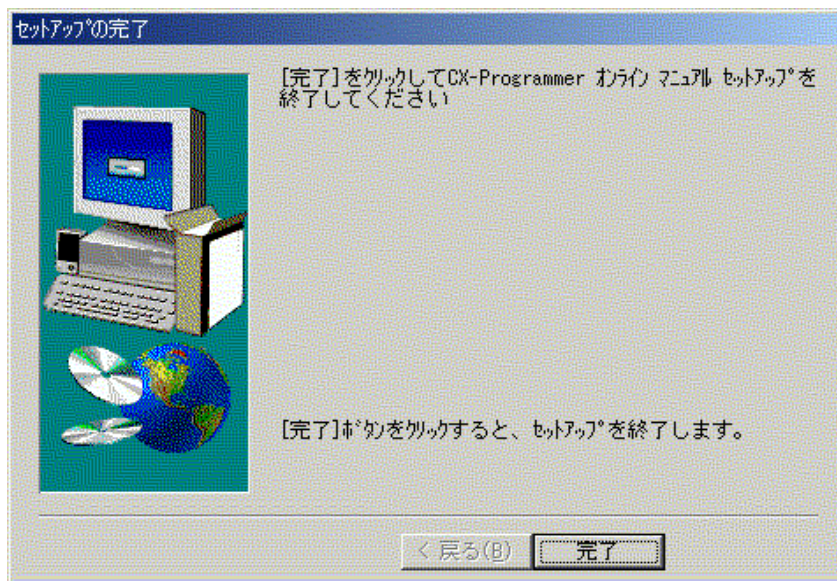 セットアップの完了
[完了]をクリックしてCX-Programmer オンライン マニュアル セットアップを
終了してください
[完了]ボタンをクリックすると、セットアップを終了します。
< 戻る(B)
完了